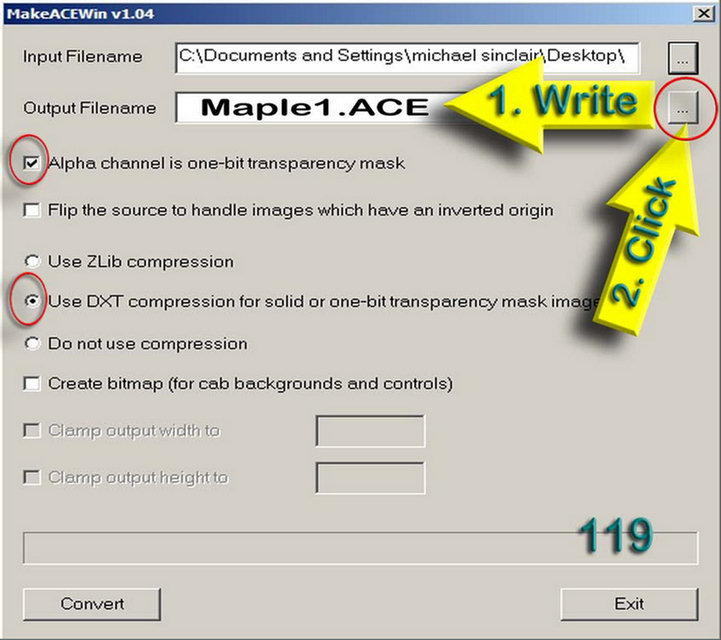 MakeACEWin v1.04
Input Filename C:\Documents and Settings\michael sinclair\Desktop\ ...
Output Filename Maple1.ACE 1. Write ...
Alpha channel is one-bit transparency mask
2. Click
Flip the source to handle images which have an inverted origin
Use ZLib compression
Use DXT compression for solid or one-bit transparency mask image
Do not use compression
Create bitmap (for cab backgrounds and controls)
Clamp output width to
Clamp output height to
119
Convert Exit